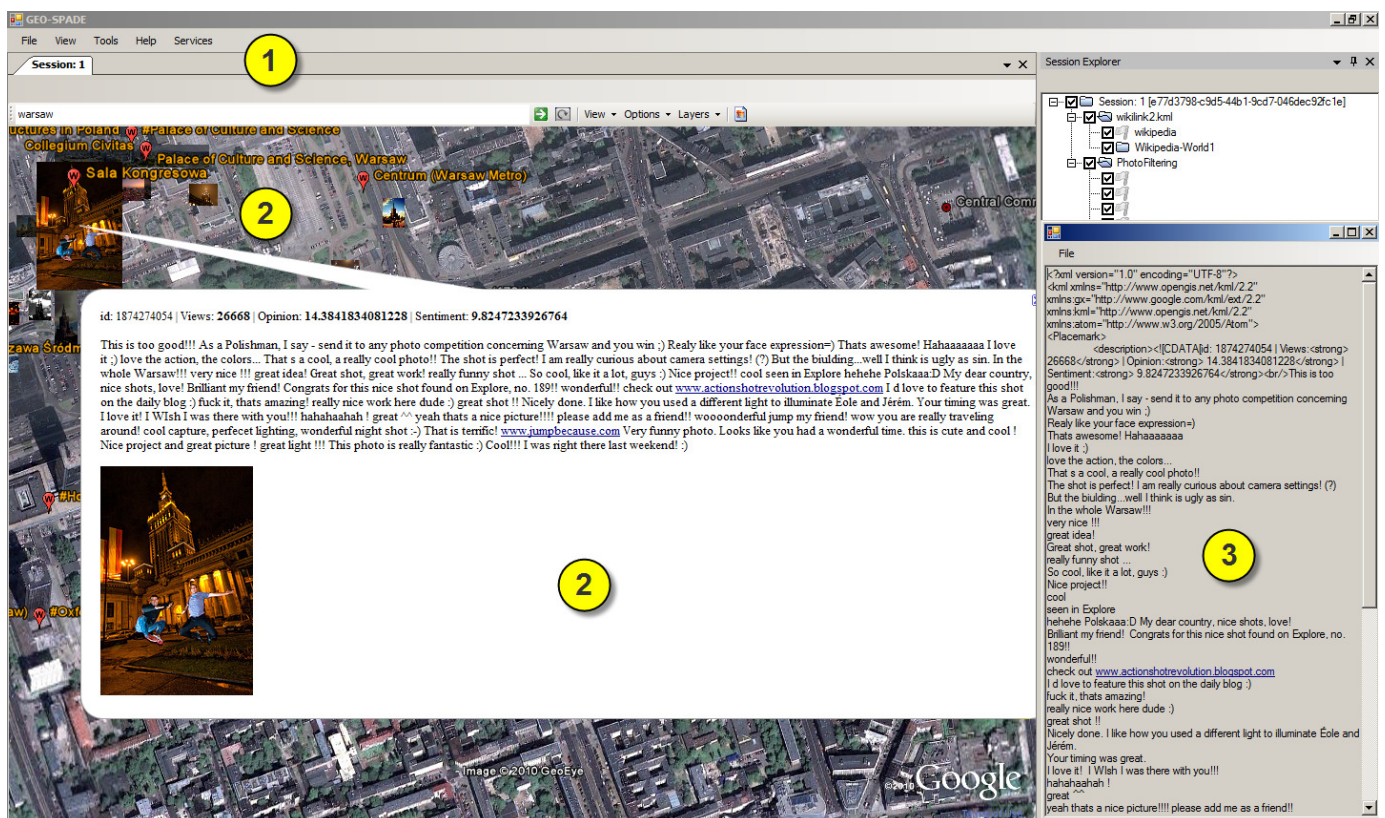 GEO-SPADE
File View Tools Help Services
1
Session: 1
warsaw
View Options Layers
uctures in Poland #Palace of Culture and Science
Collegium Civitas
Palace of Culture and Science, Warsaw
Sala Kongresowa
Centrum (Warsaw Metro)
2
Central Com
zawa Śródm
#Ho
aw) #Oxf
id: 1874274054 | Views: 26668 | Opinion: 14.3841834081228 | Sentiment: 9.8247233926764
This is too good!!! As a Polishman, I say - send it to any photo competition concerning Warsaw and you win ;) Realy like your face expression=) Thats awesome! Hahaaaaaaa I love
it ;) love the action, the colors... That s a cool, a really cool photo!! The shot is perfect! I am really curious about camera settings! (?) But the biulding...well I think is ugly as sin. In the
whole Warsaw!!! very nice !!! great idea! Great shot, great work! really funny shot ... So cool, like it a lot, guys :) Nice project!! cool seen in Explore hehehe Polskaaa:D My dear country,
nice shots, love! Brilliant my friend! Congrats for this nice shot found on Explore, no. 189!! wonderful!! check out www.actionshotrevolution.blogspot.com I d love to feature this shot
on the daily blog :) fuck it, thats amazing! really nice work here dude :) great shot !! Nicely done. I like how you used a different light to illuminate Éole and Jérém. Your timing was great.
I love it! I WIsh I was there with you!!! hahahaahah ! great ^^ yeah thats a nice picture!!!! please add me as a friend!! woooonderful jump my friend! wow you are really traveling
around! cool capture, perfecet lighting, wonderful night shot :-) That is terrific! www.jumpbecause.com Very funny photo. Looks like you had a wonderful time. this is cute and cool !
Nice project and great picture ! great light !!! This photo is really fantastic :) Cool!!! I was right there last weekend! :)
2
Image © 2010 GeoEye
©2010 Google
Session Explorer
Session: 1 [e77d3798-c9d5-44b1-9cd7-046dec92fc1e]
wikilink2.kml
wikipedia
Wikipedia-World1
PhotoFiltering
File
<?xml version="1.0" encoding="UTF-8"?>
<kml xmlns="http://www.opengis.net/kml/2.2"
xmlns:gx="http://www.google.com/kml/ext/2.2"
xmlns:kml="http://www.opengis.net/kml/2.2"
xmlns:atom="http://www.w3.org/2005/Atom">
<Placemark>
<description><![CDATA[id: 1874274054 | Views:<strong>
26668</strong> | Opinion:<strong> 14.3841834081228</strong> |
Sentiment:<strong> 9.8247233926764</strong><br/>This is too
good!!!
As a Polishman, I say - send it to any photo competition concerning
Warsaw and you win ;)
Realy like your face expression=)
Thats awesome! Hahaaaaaaa
I love it ;)
love the action, the colors...
That s a cool, a really cool photo!!
The shot is perfect! I am really curious about camera settings! (?)
But the biulding...well I think is ugly as sin.
In the whole Warsaw!!!
very nice !!!
great idea!
Great shot, great work!
really funny shot ...
So cool, like it a lot, guys :)
Nice project!!
cool
seen in Explore
hehehe Polskaaa:D My dear country, nice shots, love!
Brilliant my friend! Congrats for this nice shot found on Explore, no.
189!!
wonderful!!
check out www.actionshotrevolution.blogspot.com
I d love to feature this shot on the daily blog :)
fuck it, thats amazing!
really nice work here dude :)
great shot !!
Nicely done. I like how you used a different light to illuminate Éole and
Jérém.
Your timing was great.
I love it! I WIsh I was there with you!!!
hahahaahah !
great ^^
yeah thats a nice picture!!!! please add me as a friend!!
3